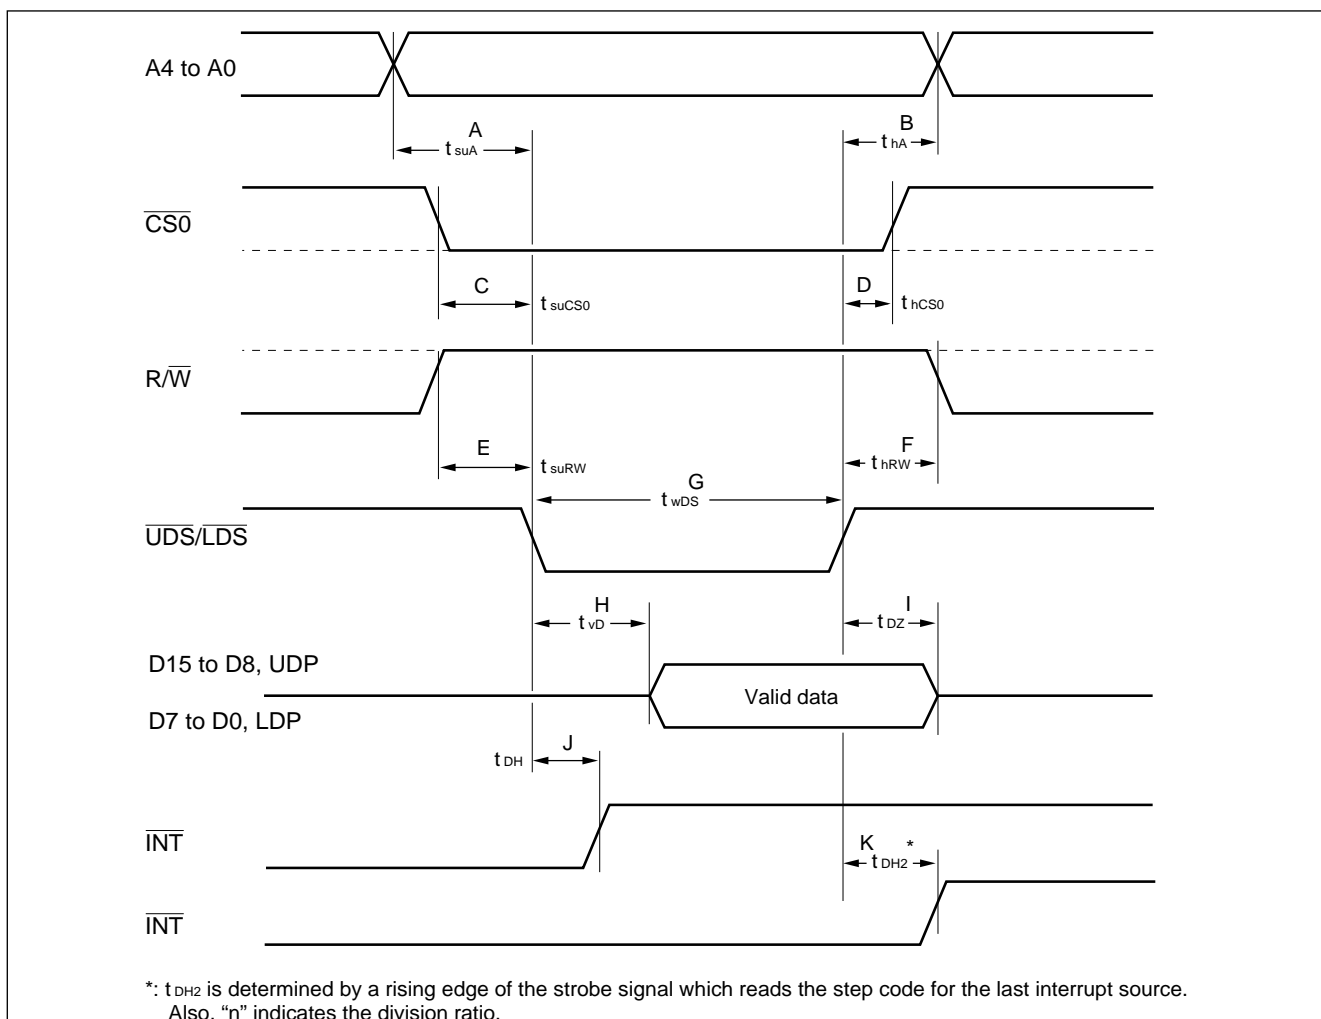 A4 to A0
A
t suA
B
t hA
CS0
C
t suCS0
D
t hCS0
R/W
E
t suRW
F
t hRW
G
t wDS
UDS/LDS
H
t vD
I
t DZ
D15 to D8, UDP
Valid data
D7 to D0, LDP
J
t DH
INT
K
t DH2 *
INT
*: t DH2 is determined by a rising edge of the strobe signal which reads the step code for the last interrupt source.
Also, “n” indicates the division ratio.